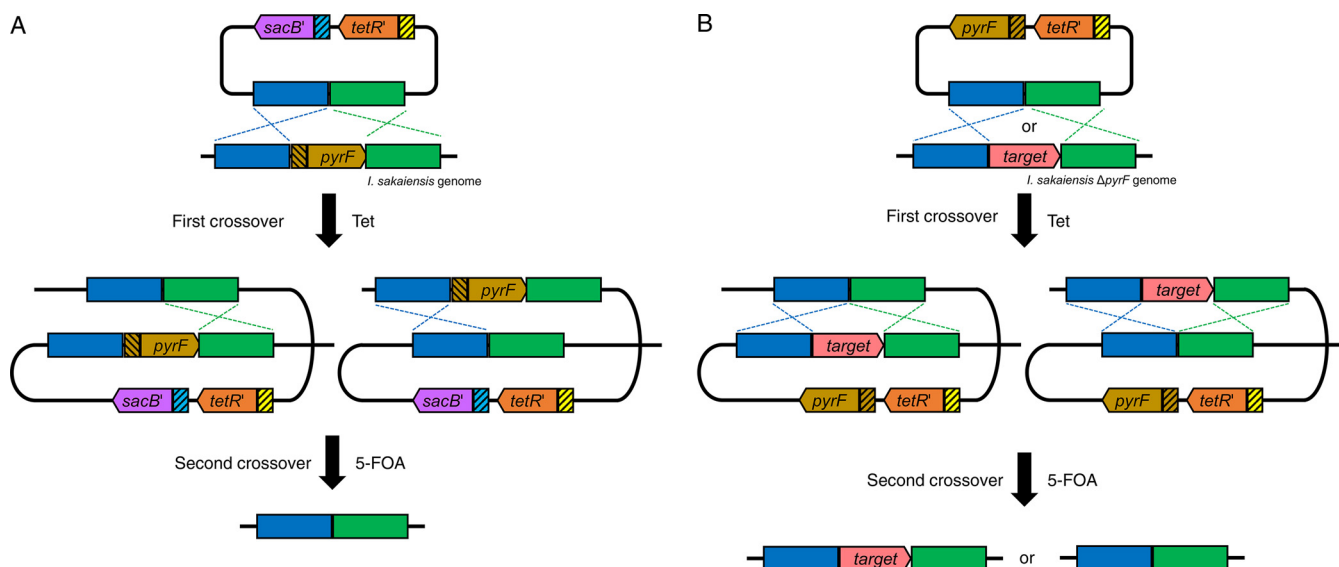 A
sacB' tetR'
pyrF
I. sakaiensis genome
First crossover Tet
pyrF
pyrF
sacB' tetR'
sacB' tetR'
Second crossover 5-FOA
B
pyrF tetR'
or
target
I. sakaiensis ΔpyrF genome
First crossover Tet
target
target
pyrF tetR'
pyrF tetR'
Second crossover 5-FOA
target or